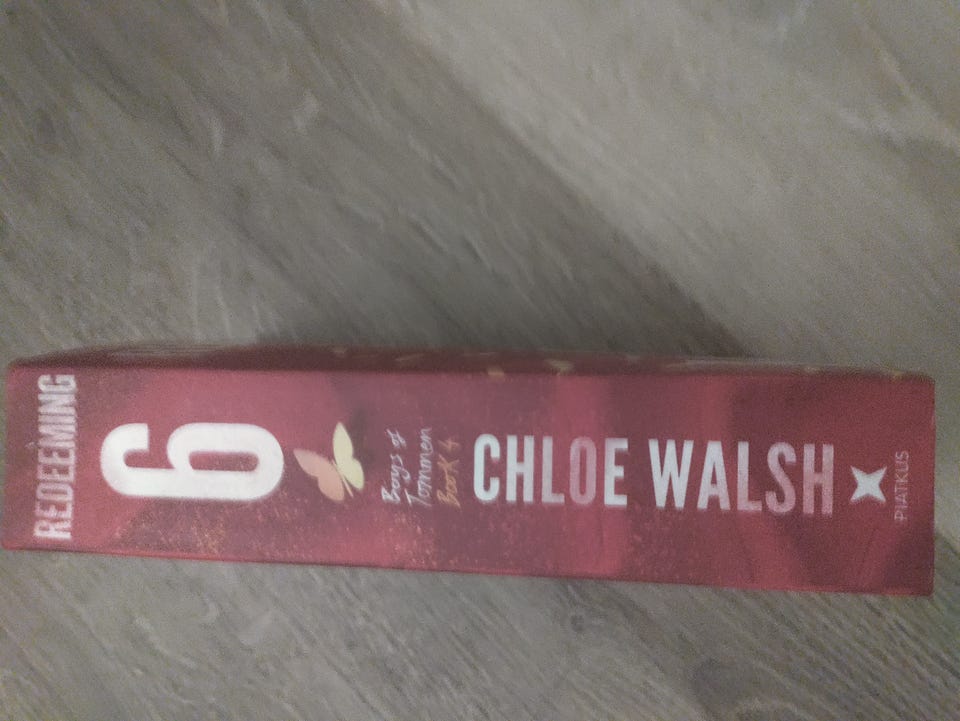 REDEEMING
6
Boys of
Tommen
Book 4
CHLOE WALSH
PIATKUS